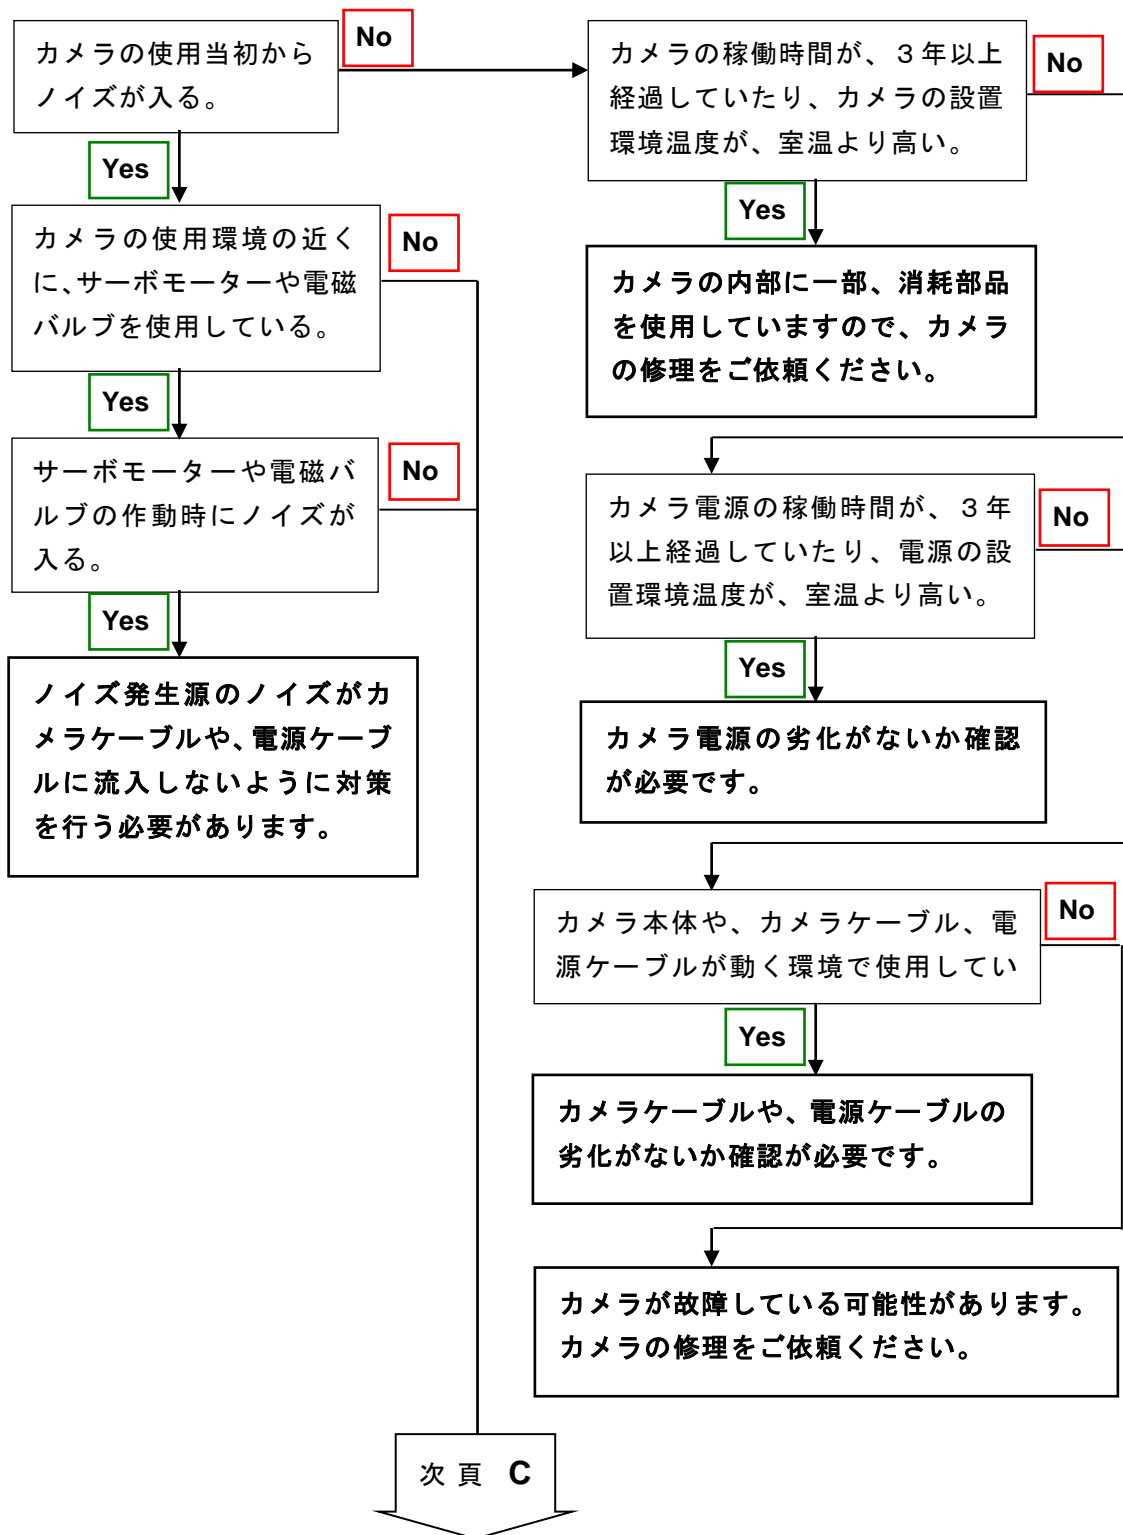 カメラの使用当初から
ノイズが入る。
No
Yes
カメラの使用環境の近く
に、サーボモーターや電磁
バルブを使用している。
No
Yes
サーボモーターや電磁バ
ルブの作動時にノイズが
入る。
No
Yes
ノイズ発生源のノイズがカ
メラケーブルや、電源ケーブ
ルに流入しないように対策
を行う必要があります。
カメラの稼働時間が、３年以上
経過していたり、カメラの設置
環境温度が、室温より高い。
No
Yes
カメラの内部に一部、消耗部品
を使用していますので、カメラ
の修理をご依頼ください。
カメラ電源の稼働時間が、３年
以上経過していたり、電源の設
置環境温度が、室温より高い。
No
Yes
カメラ電源の劣化がないか確認
が必要です。
カメラ本体や、カメラケーブル、電
源ケーブルが動く環境で使用してい
No
Yes
カメラケーブルや、電源ケーブルの
劣化がないか確認が必要です。
カメラが故障している可能性があります。
カメラの修理をご依頼ください。
次頁 C